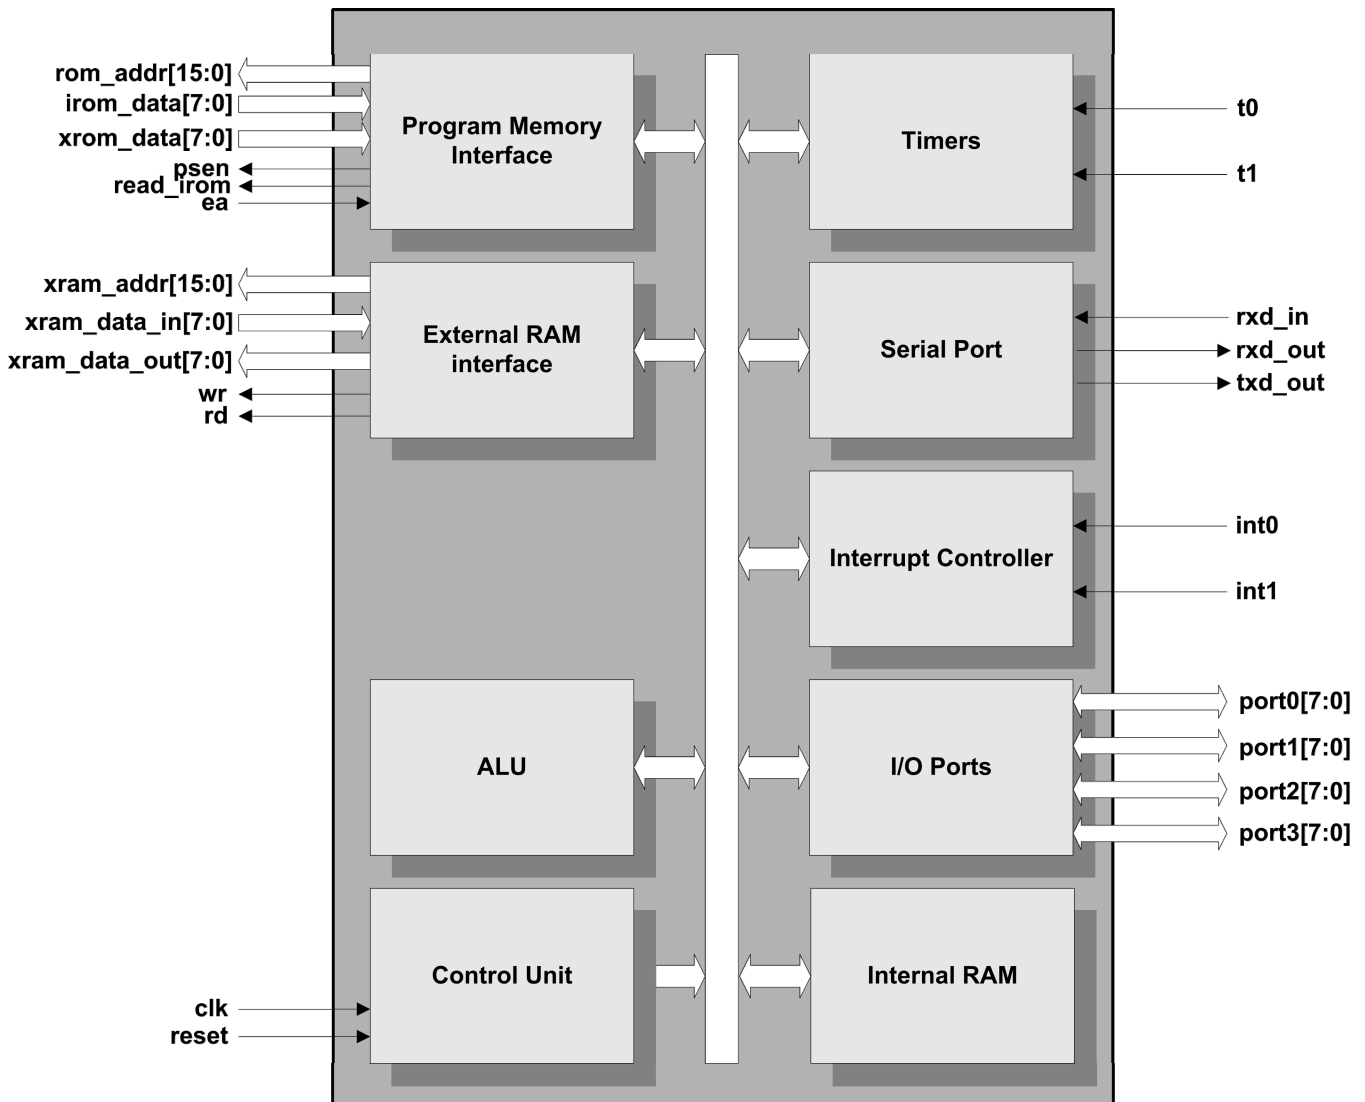 rom_addr[15:0]
irom_data[7:0]
xrom_data[7:0]
psen
read_irom
ea
Program Memory
Interface
Timers
t0
t1
xram_addr[15:0]
xram_data_in[7:0]
xram_data_out[7:0]
wr
rd
External RAM
interface
Serial Port
rxd_in
rxd_out
txd_out
Interrupt Controller
int0
int1
ALU
I/O Ports
port0[7:0]
port1[7:0]
port2[7:0]
port3[7:0]
Control Unit
clk
reset
Internal RAM